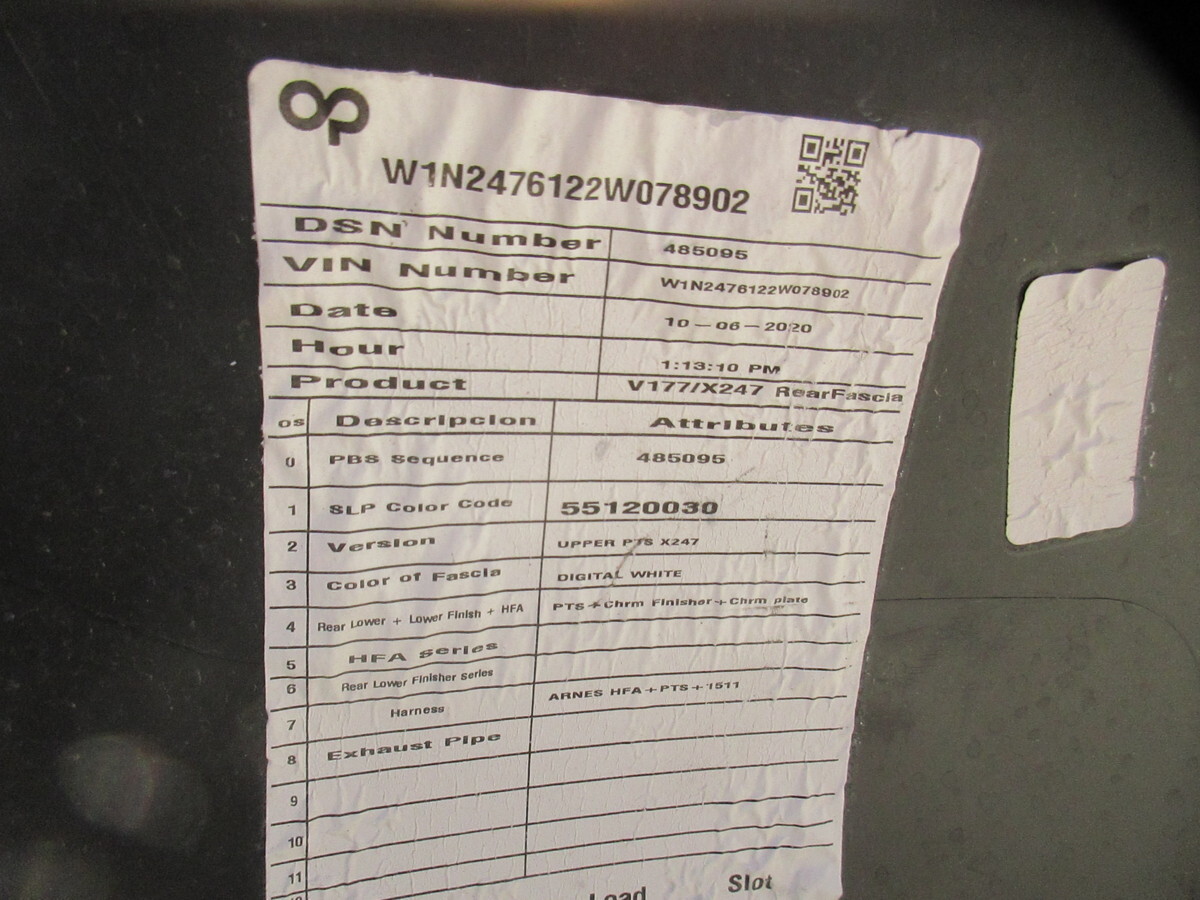 OP
W1N2476122W078902
DSN Number 485095
VIN Number W1N2476122W078902
Date 10-06-2020
Hour 1:13:10 PM
Product V177/X247 RearFascia
os Descripcion Attributes
0 PBS Sequence 485095
1 SLP Color Code 55120030
2 Version UPPER PTS X247
3 Color of Fascia DIGITAL WHITE
4 Rear Lower + Lower Finish + HFA PTS+Chrm Finisher+Chrm plate
5 HFA series
6 Rear Lower Finisher series
7 Harness ARNES HFA+PTS+1511
8 Exhaust Pipe
9
10
11
Load Slot